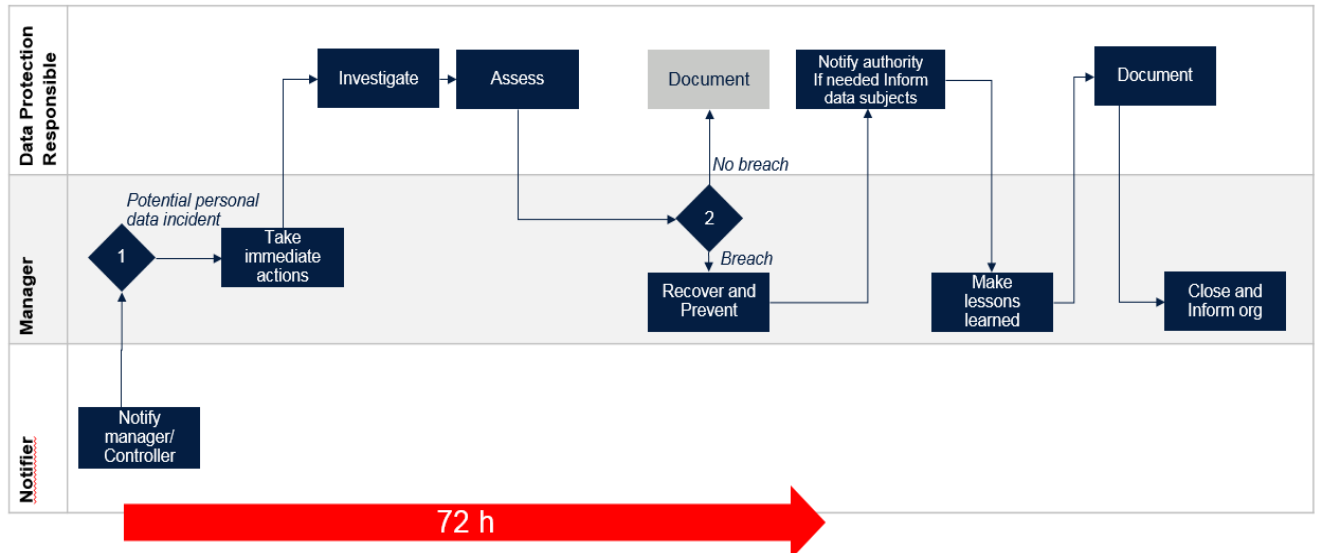 Data Protection
Responsible
Investigate
Assess
Document
Notify authority
If needed Inform
data subjects
Document
No breach
Manager
Potential personal
data incident
1
Take
immediate
actions
2
Breach
Recover and
Prevent
Make
lessons
learned
Close and
Inform org
Notifier
Notify
manager/
Controller
72 h